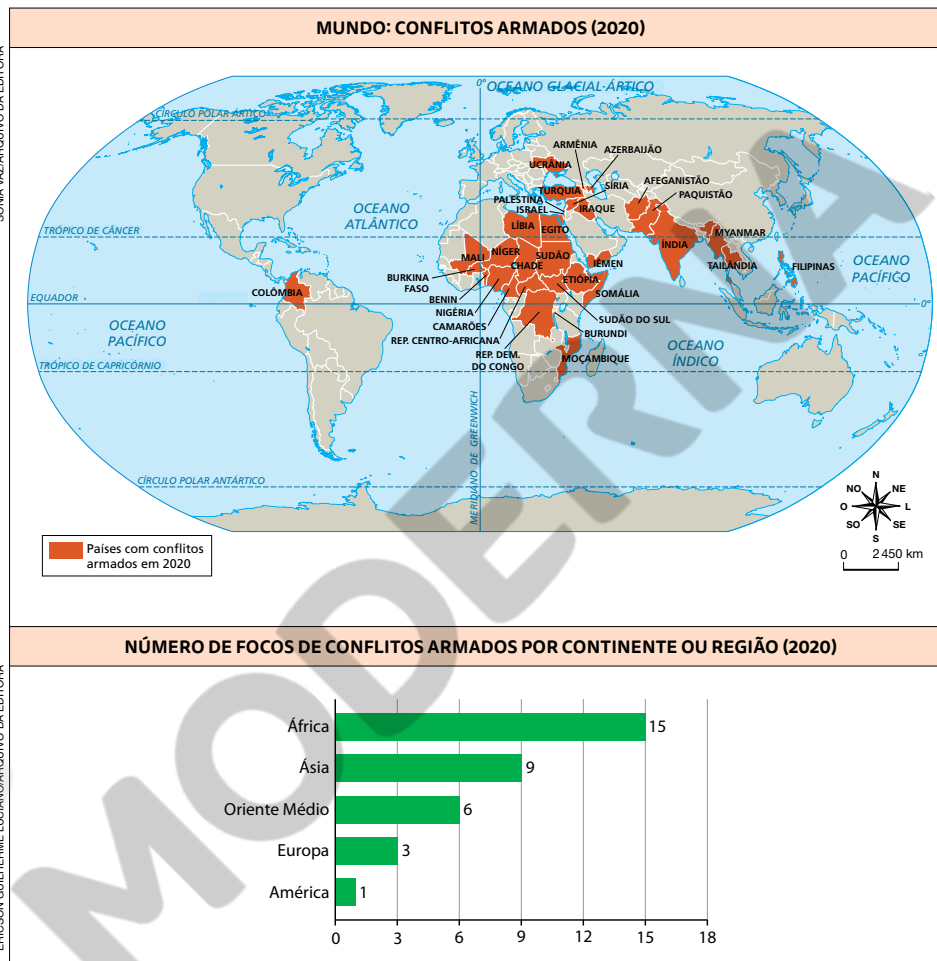 MUNDO: CONFLITOS ARMADOS (2020)
0°
OCEANO GLACIAL ÁRTICO
CÍRCULO POLAR ÁRTICO
ARMÊNIA
AZERBAIJÃO
UCRÂNIA
TURQUIA
SÍRIA
AFEGANISTÃO
PAQUISTÃO
PALESTINA
ISRAEL
IRAQUE
OCEANO
ATLÂNTICO
LÍBIA
EGITO
TRÓPICO DE CÂNCER
MYANMAR
ÍNDIA
MALI
NÍGER
SUDÃO
CHADE
IÊMEN
TAILÂNDIA
FILIPINAS
OCEANO
PACÍFICO
BURKINA
FASO
ETIÓPIA
COLÔMBIA
BENIN
SOMÁLIA
EQUADOR
NIGÉRIA
SUDÃO DO SUL
CAMARÕES
BURUNDI
OCEANO
PACÍFICO
REP. CENTRO-AFRICANA
OCEANO
ÍNDICO
REP. DEM.
DO CONGO
MOÇAMBIQUE
TRÓPICO DE CAPRICÓRNIO
MERIDIANO DE GREENWICH
CÍRCULO POLAR ANTÁRTICO
N
NO
NE
O
L
SO
SE
S
0 2 450 km
Países com conflitos
armados em 2020
NÚMERO DE FOCOS DE CONFLITOS ARMADOS POR CONTINENTE OU REGIÃO (2020)
África 15
Ásia 9
Oriente Médio 6
Europa 3
América 1
0 3 6 9 12 15 18
MODERNA